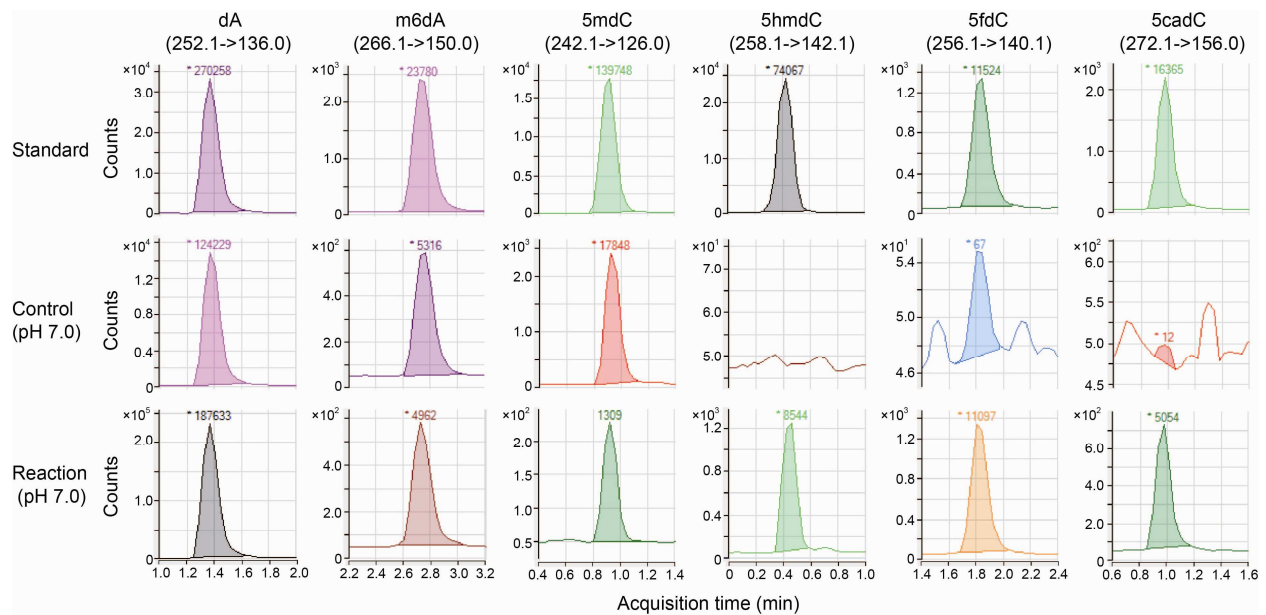 dA m6dA 5mdC 5hmdC 5fdC 5cadC
(252.1->136.0) (266.1->150.0) (242.1->126.0) (258.1->142.1) (256.1->140.1) (272.1->156.0)
×10⁴ * 270258 ×10³ * 23780 ×10⁴ * 139748 ×10⁴ * 74067 ×10³ * 11524 ×10³ * 16365
3.0 2.0 1.5 2.0 1.2 2.0
Standard Counts 2.0 1.0 1.0 1.0 0.8 1.0
1.0 0.5 0.4
0 0 0 0 0 0
×10⁴ * 124229 ×10² * 5316 ×10³ * 17848 ×10¹ ×10¹ * 67 ×10² 
1.2 4.0 2.0 7.0 5.4 6.0
Control (pH 7.0) Counts 0.8 2.0 1.0 6.0 5.0 5.5
0.4 5.0 4.6 5.0 * 12
0 0 0 4.5
×10⁵ * 187633 ×10² * 4962 ×10² 1309 ×10³ * 8544 ×10³ * 11097 ×10² * 5054
2.0 4.0 2.0 1.2 1.2 6.0
Reaction (pH 7.0) Counts 1.0 2.0 1.5 0.8 0.8 4.0
1.0 0.4 0.4 2.0
0 0 0.5 0 0 0
1.0 1.2 1.4 1.6 1.8 2.0 2.2 2.4 2.6 2.8 3.0 3.2 0.4 0.6 0.8 1.0 1.2 1.4 0 0.2 0.4 0.6 0.8 1.0 1.4 1.6 1.8 2.0 2.2 2.4 0.6 0.8 1.0 1.2 1.4 1.6
Acquisition time (min)